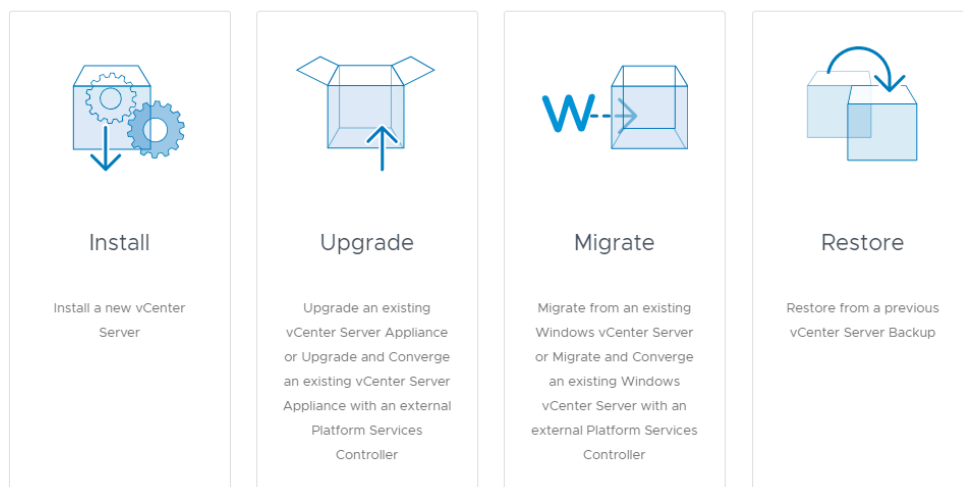 W
Install
Install a new vCenter
Server
Upgrade
Upgrade an existing
vCenter Server Appliance
or Upgrade and Converge
an existing vCenter Server
Appliance with an external
Platform Services
Controller
Migrate
Migrate from an existing
Windows vCenter Server
or Migrate and Converge
an existing Windows
vCenter Server with an
external Platform Services
Controller
Restore
Restore from a previous
vCenter Server Backup